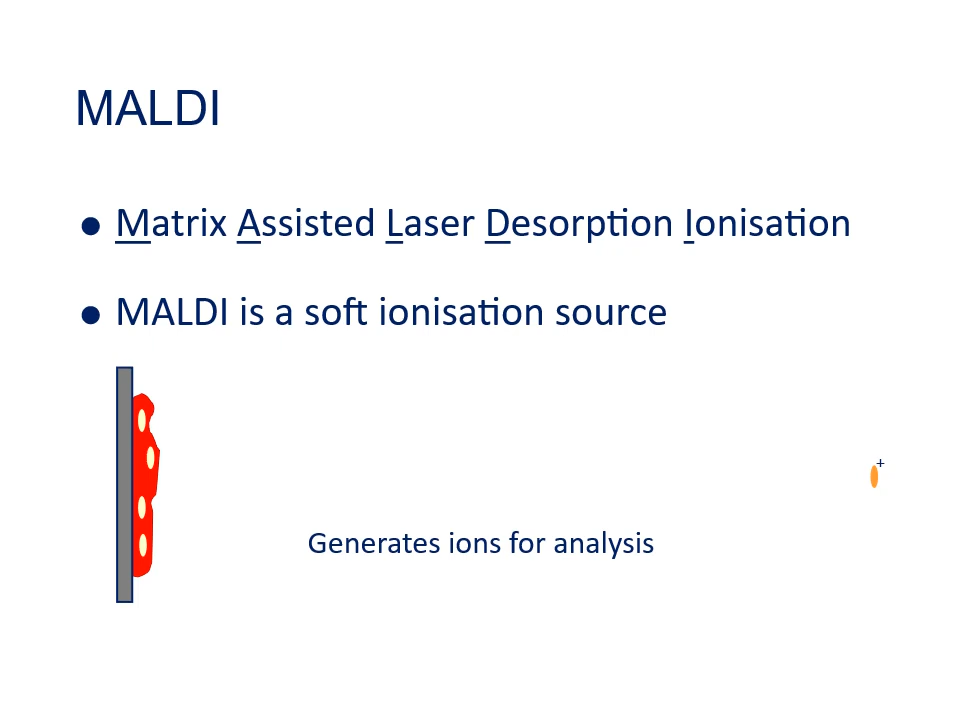 MALDI
● Matrix Assisted Laser Desorption Ionisation
● MALDI is a soft ionisation source
+
Generates ions for analysis